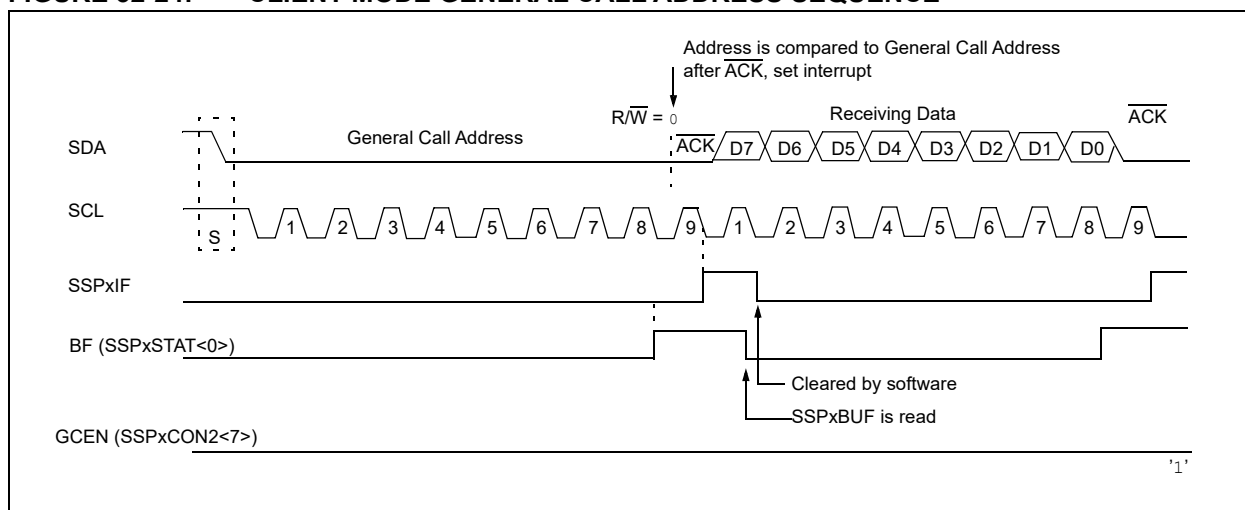 Address is compared to General Call Address
after ACK, set interrupt
R/W = 0
Receiving Data
ACK
SDA
General Call Address
ACK
D7 D6 D5 D4 D3 D2 D1 D0
SCL
S
1 2 3 4 5 6 7 8 9 1 2 3 4 5 6 7 8 9
SSPxIF
BF (SSPxSTAT<0>)
Cleared by software
SSPxBUF is read
GCEN (SSPxCON2<7>)
'1'